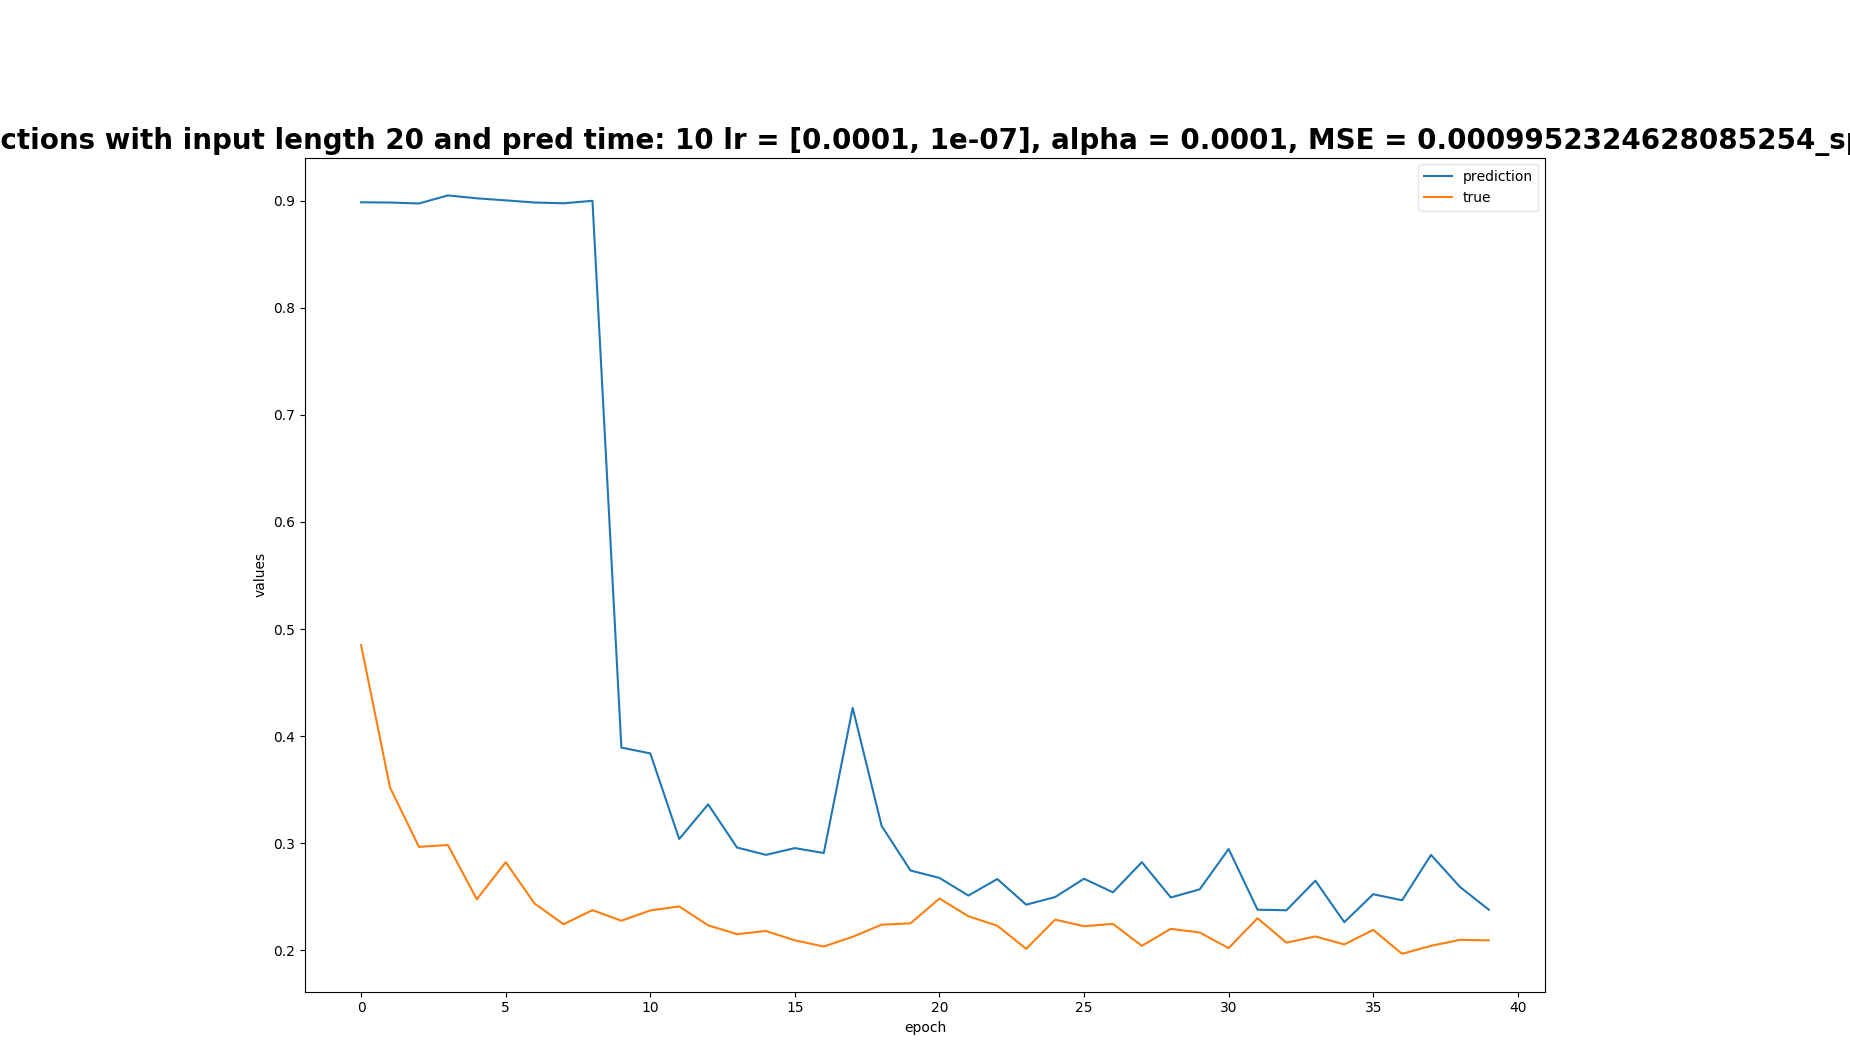 ctions with input length 20 and pred time: 10 lr = [0.0001, 1e-07], alpha = 0.0001, MSE = 0.0009952324628085254_sp
prediction
true
0.9
0.8
0.7
0.6
0.5
0.4
0.3
0.2
values
0 5 10 15 20 25 30 35 40
epoch